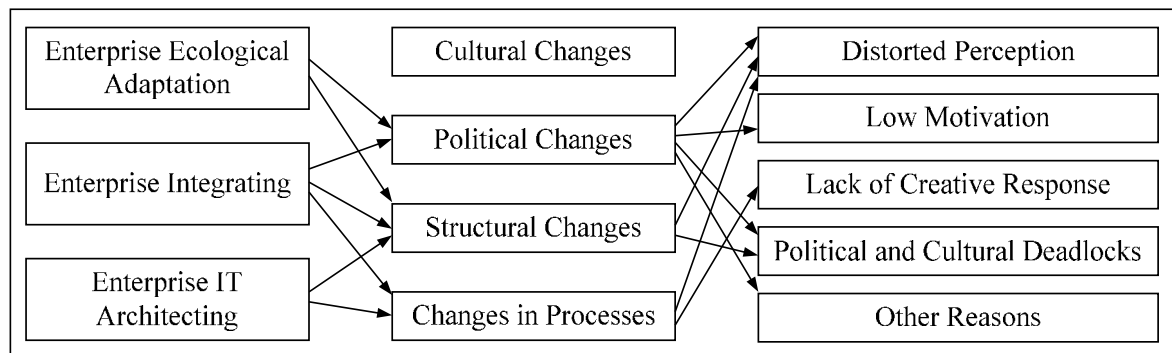 Enterprise Ecological
Adaptation
Enterprise Integrating
Enterprise IT
Architecting
Cultural Changes
Political Changes
Structural Changes
Changes in Processes
Distorted Perception
Low Motivation
Lack of Creative Response
Political and Cultural Deadlocks
Other Reasons